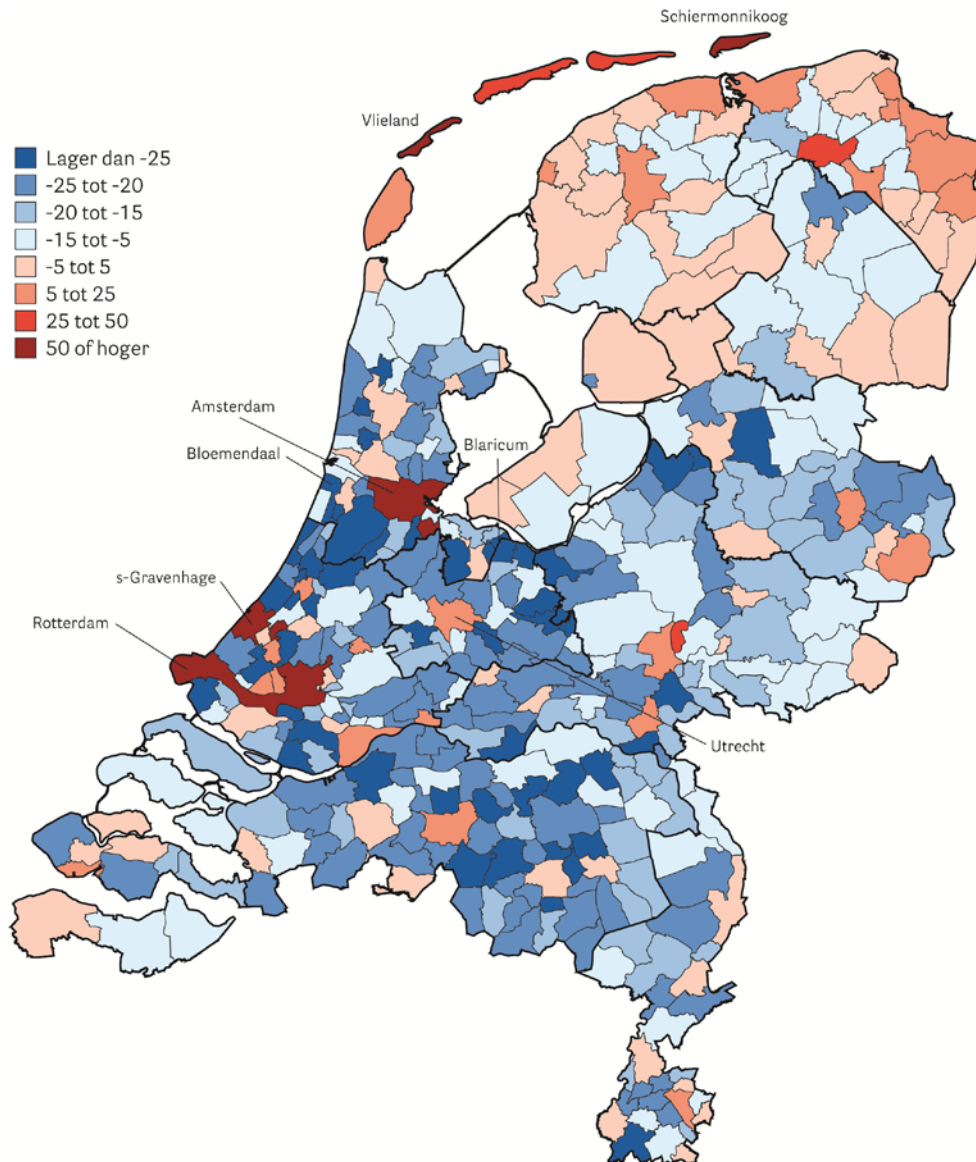 Schiermonnikoog
Vlieland
Lager dan -25
-25 tot -20
-20 tot -15
-15 tot -5
-5 tot 5
5 tot 25
25 tot 50
50 of hoger
Amsterdam
Bloemendaal
Blaricum
s-Gravenhage
Rotterdam
Utrecht